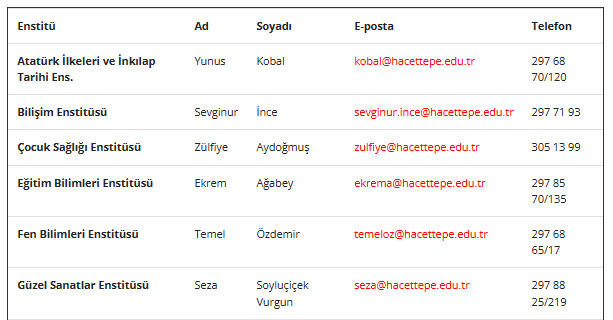 Enstitü Ad Soyadı E-posta Telefon
Atatürk İlkeleri ve İnkılap Yunus Kobal kobal@hacettepe.edu.tr 297 68
Tarihi Ens. 70/120
Bilişim Enstitüsü Sevginur İnce sevginur.ince@hacettepe.edu.tr 297 71 93
Çocuk Sağlığı Enstitüsü Zülfiye Aydoğmuş zulfiye@hacettepe.edu.tr 305 13 99
Eğitim Bilimleri Enstitüsü Ekrem Ağabey ekrema@hacettepe.edu.tr 297 85
70/135
Fen Bilimleri Enstitüsü Temel Özdemir temeloz@hacettepe.edu.tr 297 68
65/17
Güzel Sanatlar Enstitüsü Seza Soyluçiçek seza@hacettepe.edu.tr 297 88
Vurgun 25/219